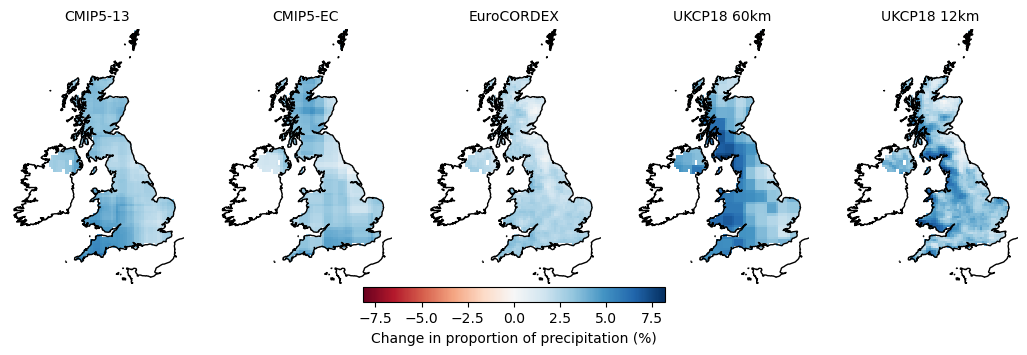 CMIP5-13 CMIP5-EC EuroCORDEX UKCP18 60km UKCP18 12km
−7.5 −5.0 −2.5 0.0 2.5 5.0 7.5
Change in proportion of precipitation (%)